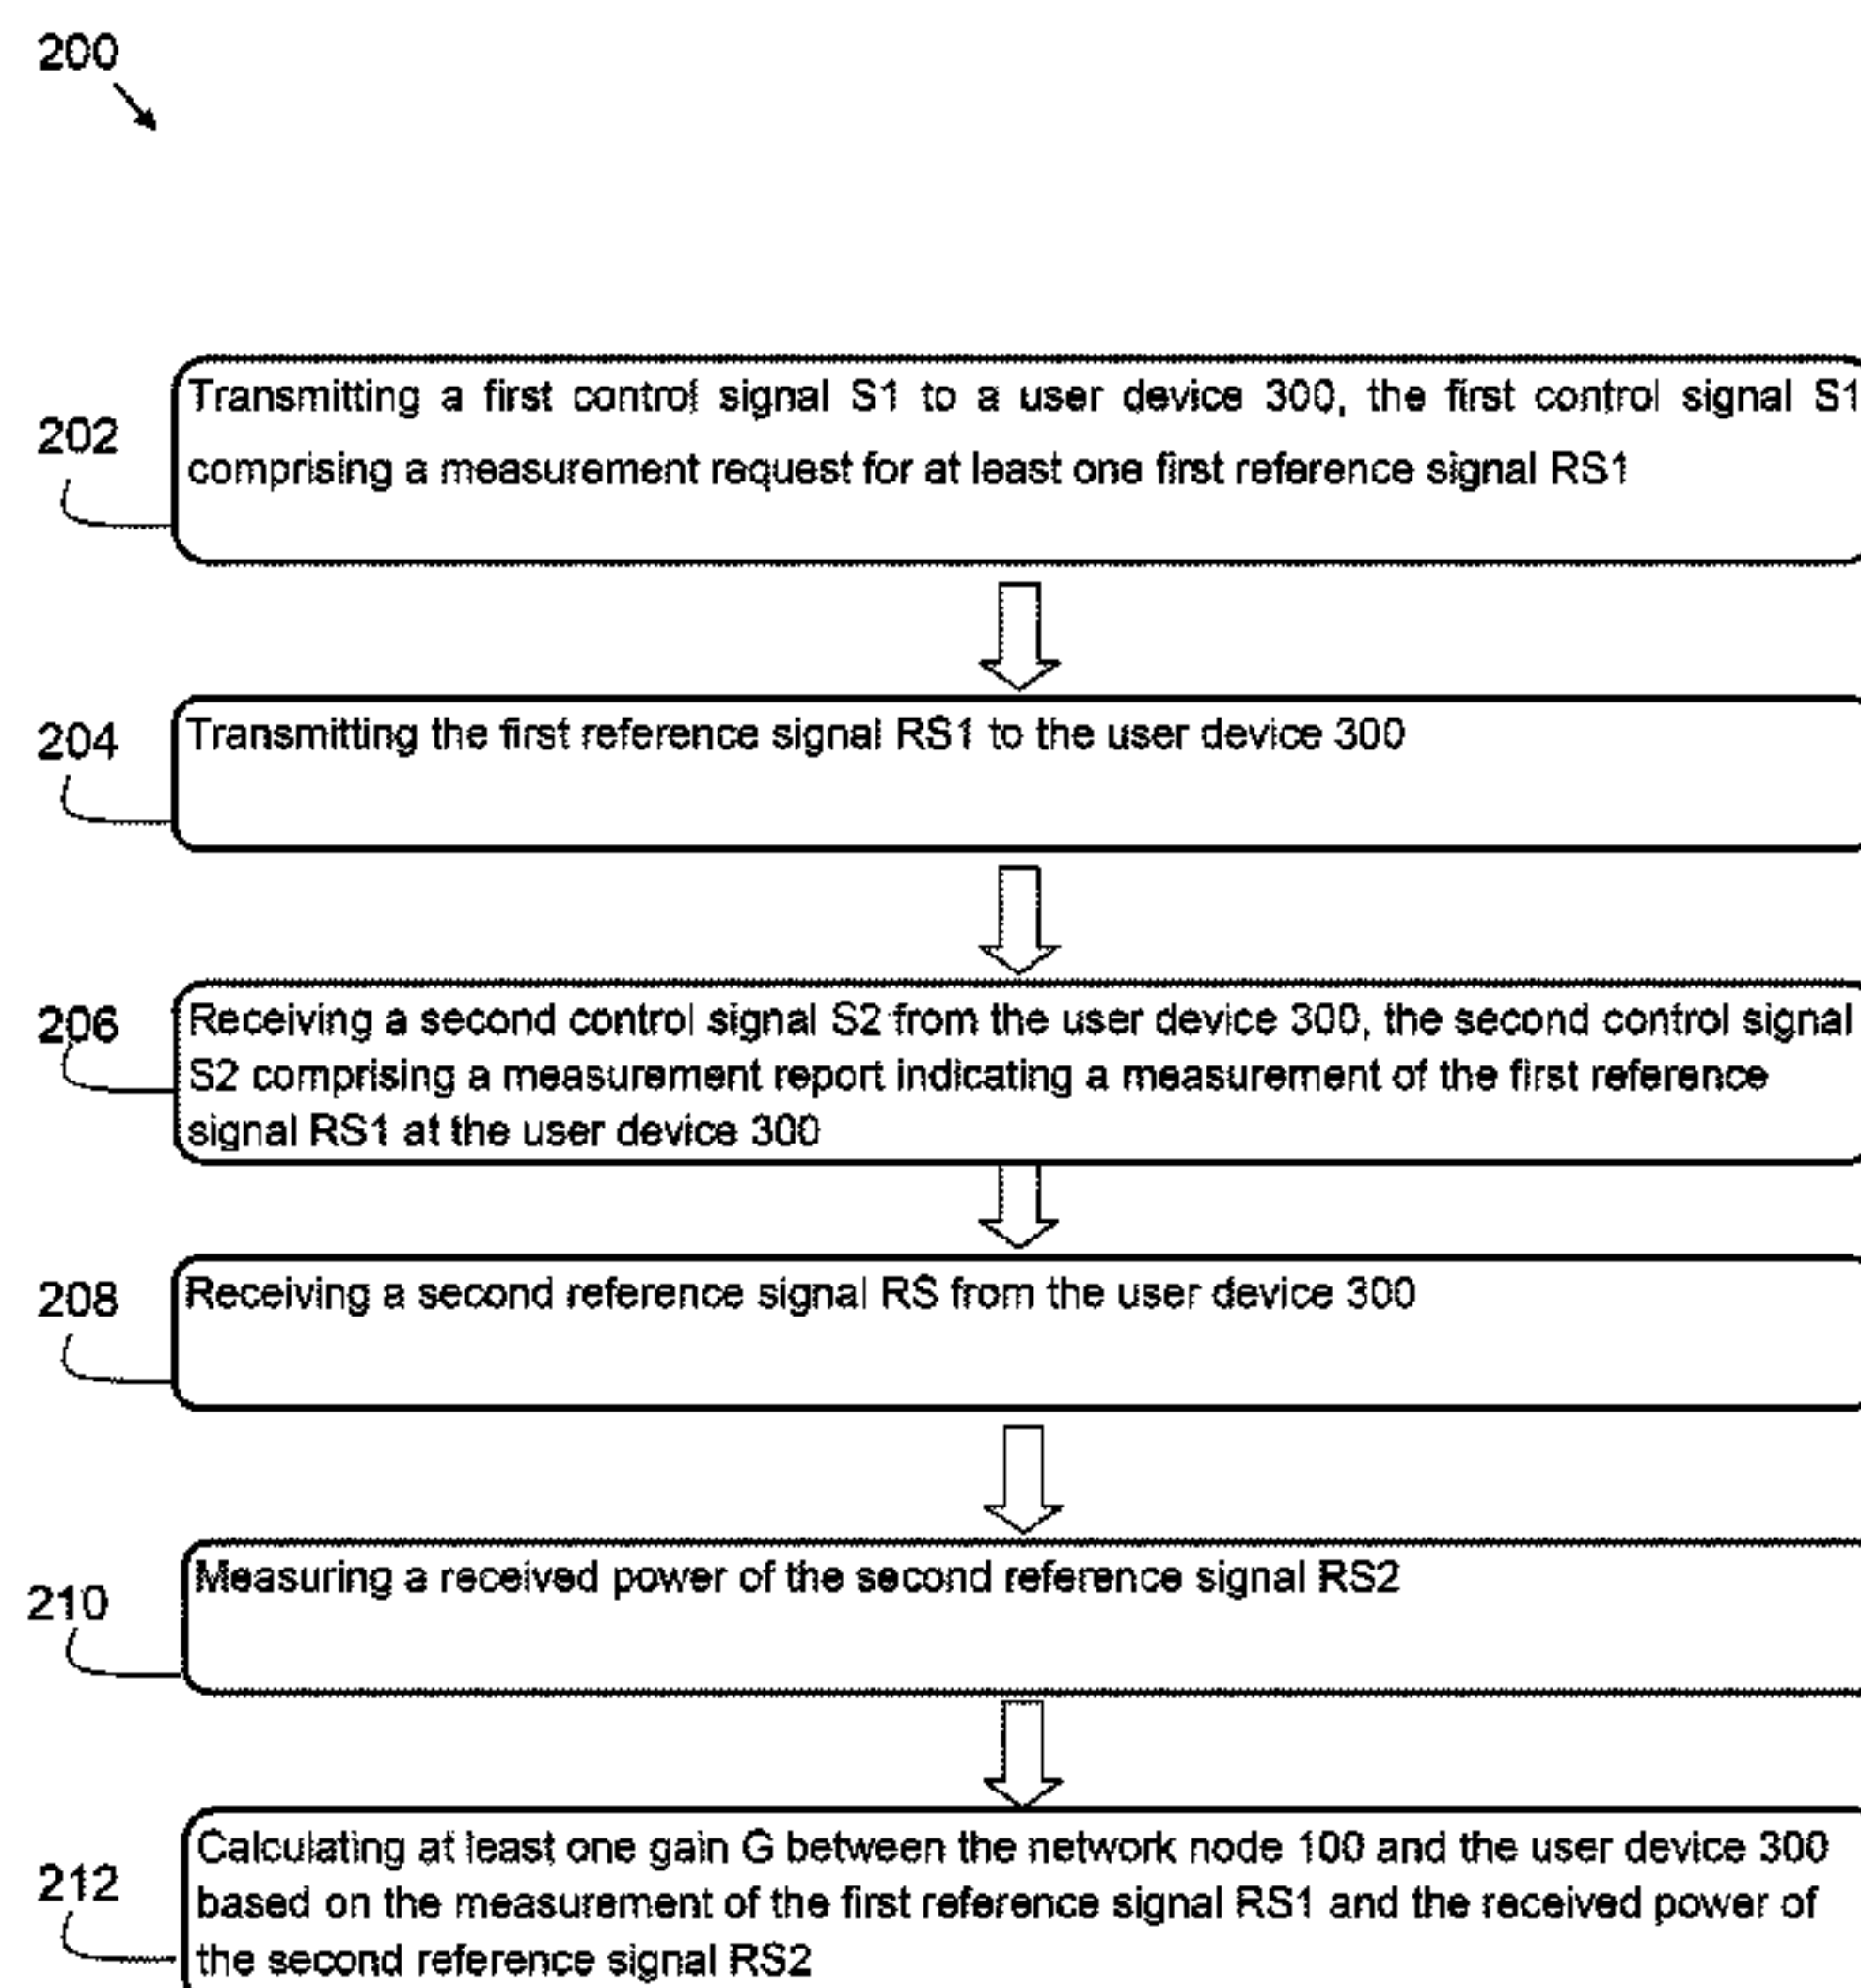 200
202
Transmitting a first control signal S1 to a user device 300, the first control signal S1
comprising a measurement request for at least one first reference signal RS1
204
Transmitting the first reference signal RS1 to the user device 300
206
Receiving a second control signal S2 from the user device 300, the second control signal
S2 comprising a measurement report indicating a measurement of the first reference
signal RS1 at the user device 300
208
Receiving a second reference signal RS from the user device 300
210
Measuring a received power of the second reference signal RS2
212
Calculating at least one gain G between the network node 100 and the user device 300
based on the measurement of the first reference signal RS1 and the received power of
the second reference signal RS2